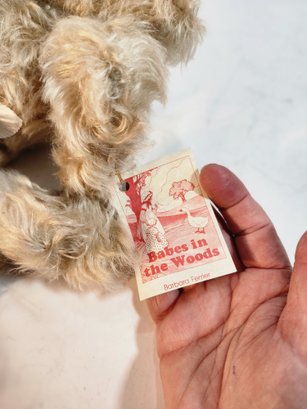 Babes in
the Woods
Barbara Ferrier